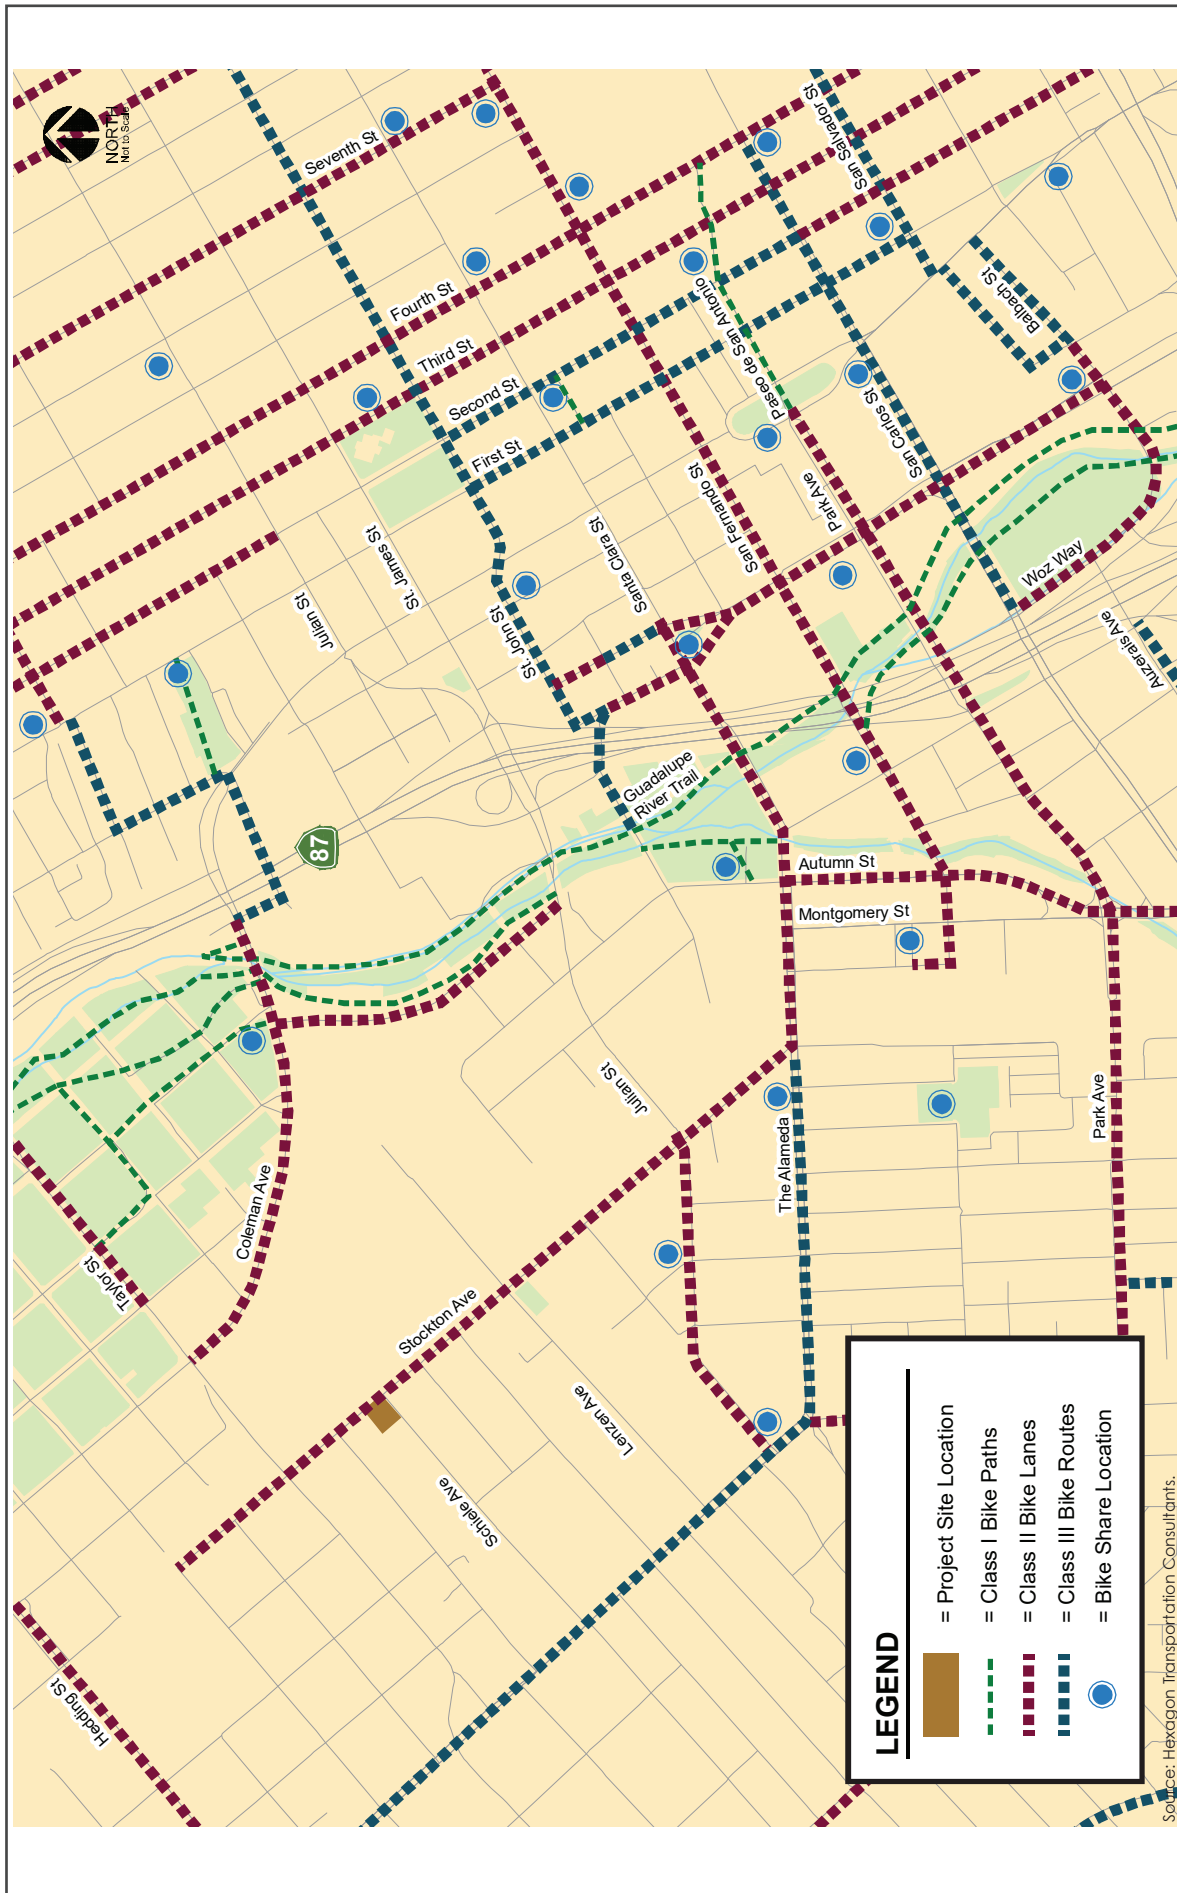 NORTH
Not to Scale
Seventh St
Fourth St
Third St
Second St
First St
San Salvador St
Balbach St
Paseo de San Antonio
San Carlos St
San Fernando St
Park Ave
Santa Clara St
St. James St
St. John St
Julian St
Woz Way
Auzerais Ave
Guadalupe
River Trail
87
Autumn St
Montgomery St
Julian St
The Alameda
Park Ave
Coleman Ave
Taylor St
Stockton Ave
Lenzen Ave
Schiele Ave
Hedding St
LEGEND
= Project Site Location
= Class I Bike Paths
= Class II Bike Lanes
= Class III Bike Routes
= Bike Share Location
Source: Hexagon Transportation Consultants.